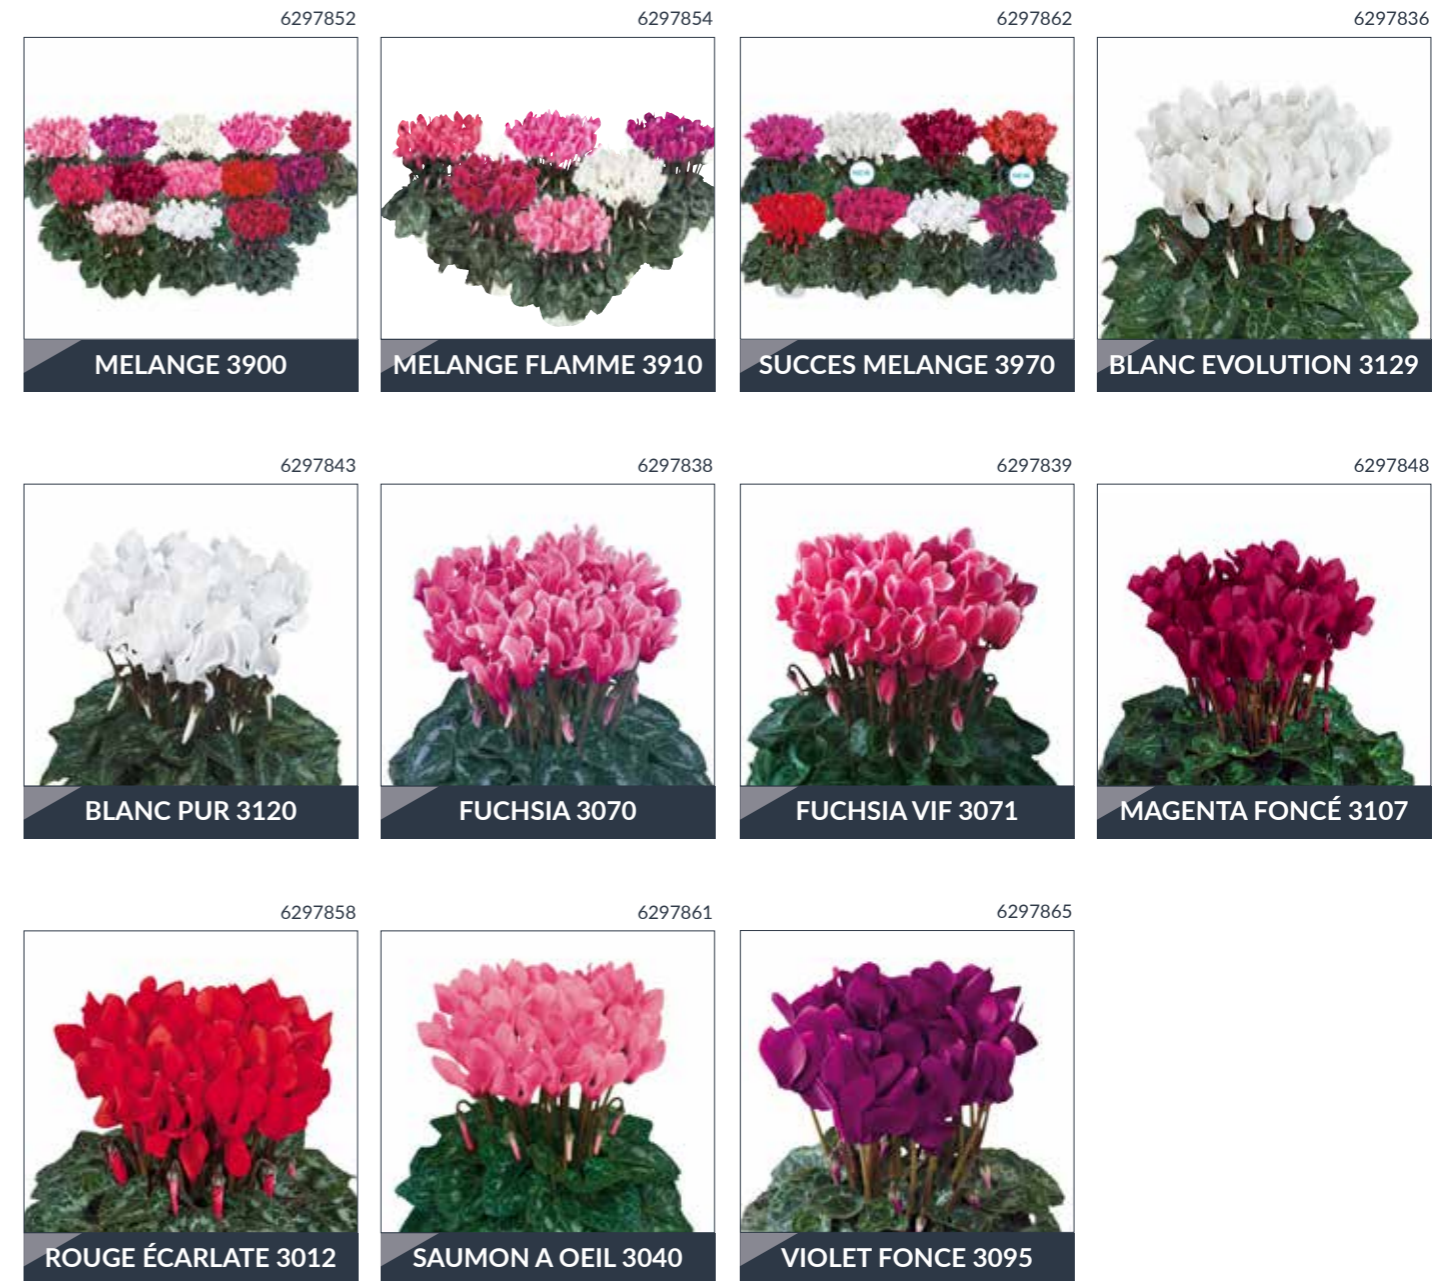 6297852
6297854
6297862
6297836
NEW
NEW
MELANGE 3900
MELANGE FLAMME 3910
SUCCES MELANGE 3970
BLANC EVOLUTION 3129
6297843
6297838
6297839
6297848
BLANC PUR 3120
FUCHSIA 3070
FUCHSIA VIF 3071
MAGENTA FONCÉ 3107
6297858
6297861
6297865
ROUGE ÉCARLATE 3012
SAUMON A OEIL 3040
VIOLET FONCE 3095